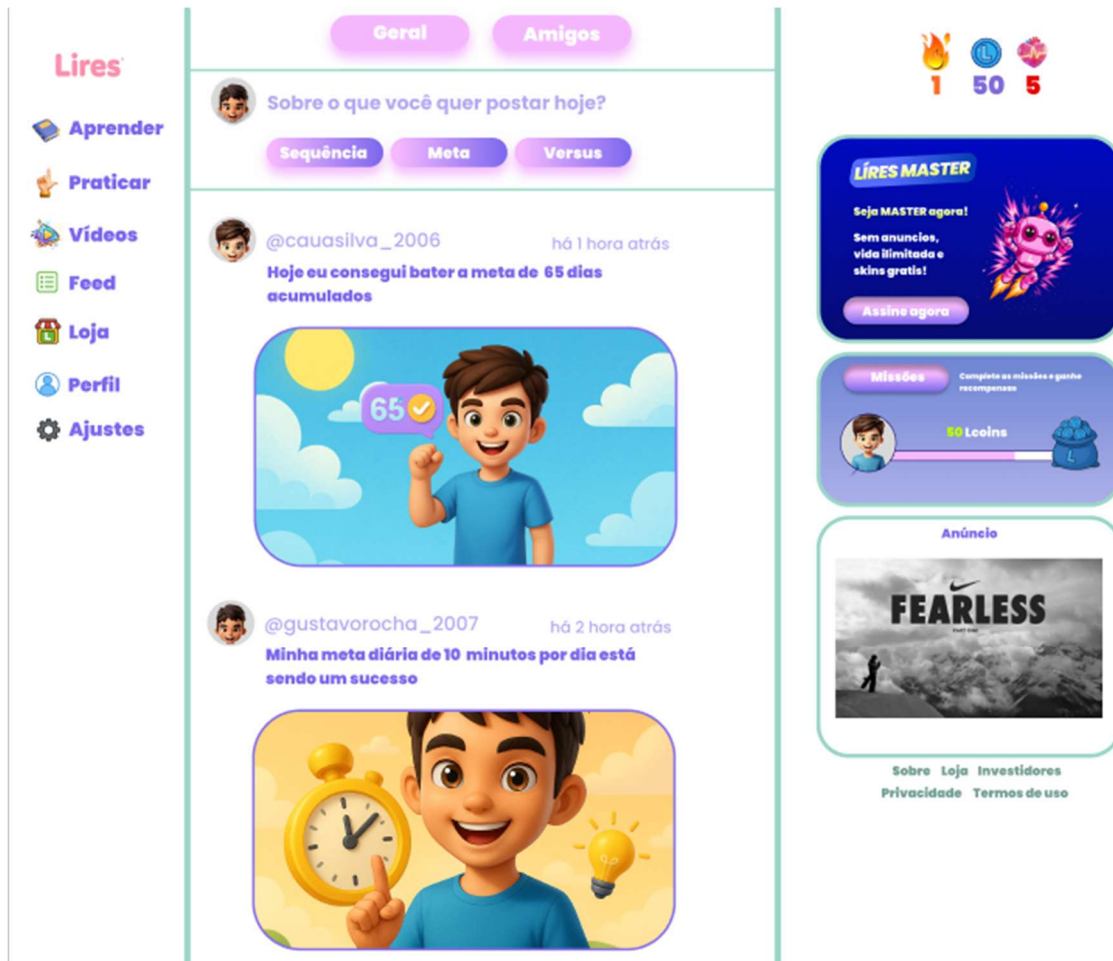 Lires
Aprender
Praticar
Vídeos
Feed
Loja
Perfil
Ajustes
Geral
Amigos
Sobre o que você quer postar hoje?
Sequência
Meta
Versus
@cauasilva_2006
há 1 hora atrás
Hoje eu consegui bater a meta de 65 dias
acumulados
65
@gustavorocha_2007
há 2 hora atrás
Minha meta diária de 10 minutos por dia está
sendo um sucesso
L
1
50
5
LÍRES MASTER
Seja MASTER agora!
Sem anuncios,
vida ilimitada e
skins gratis!
Assine agora
Missões
Complete as missões e ganhe
recompensas
50 Lcoins
L
Anúncio
FEARLESS
PART ONE
Sobre Loja Investidores
Privacidade Termos de uso